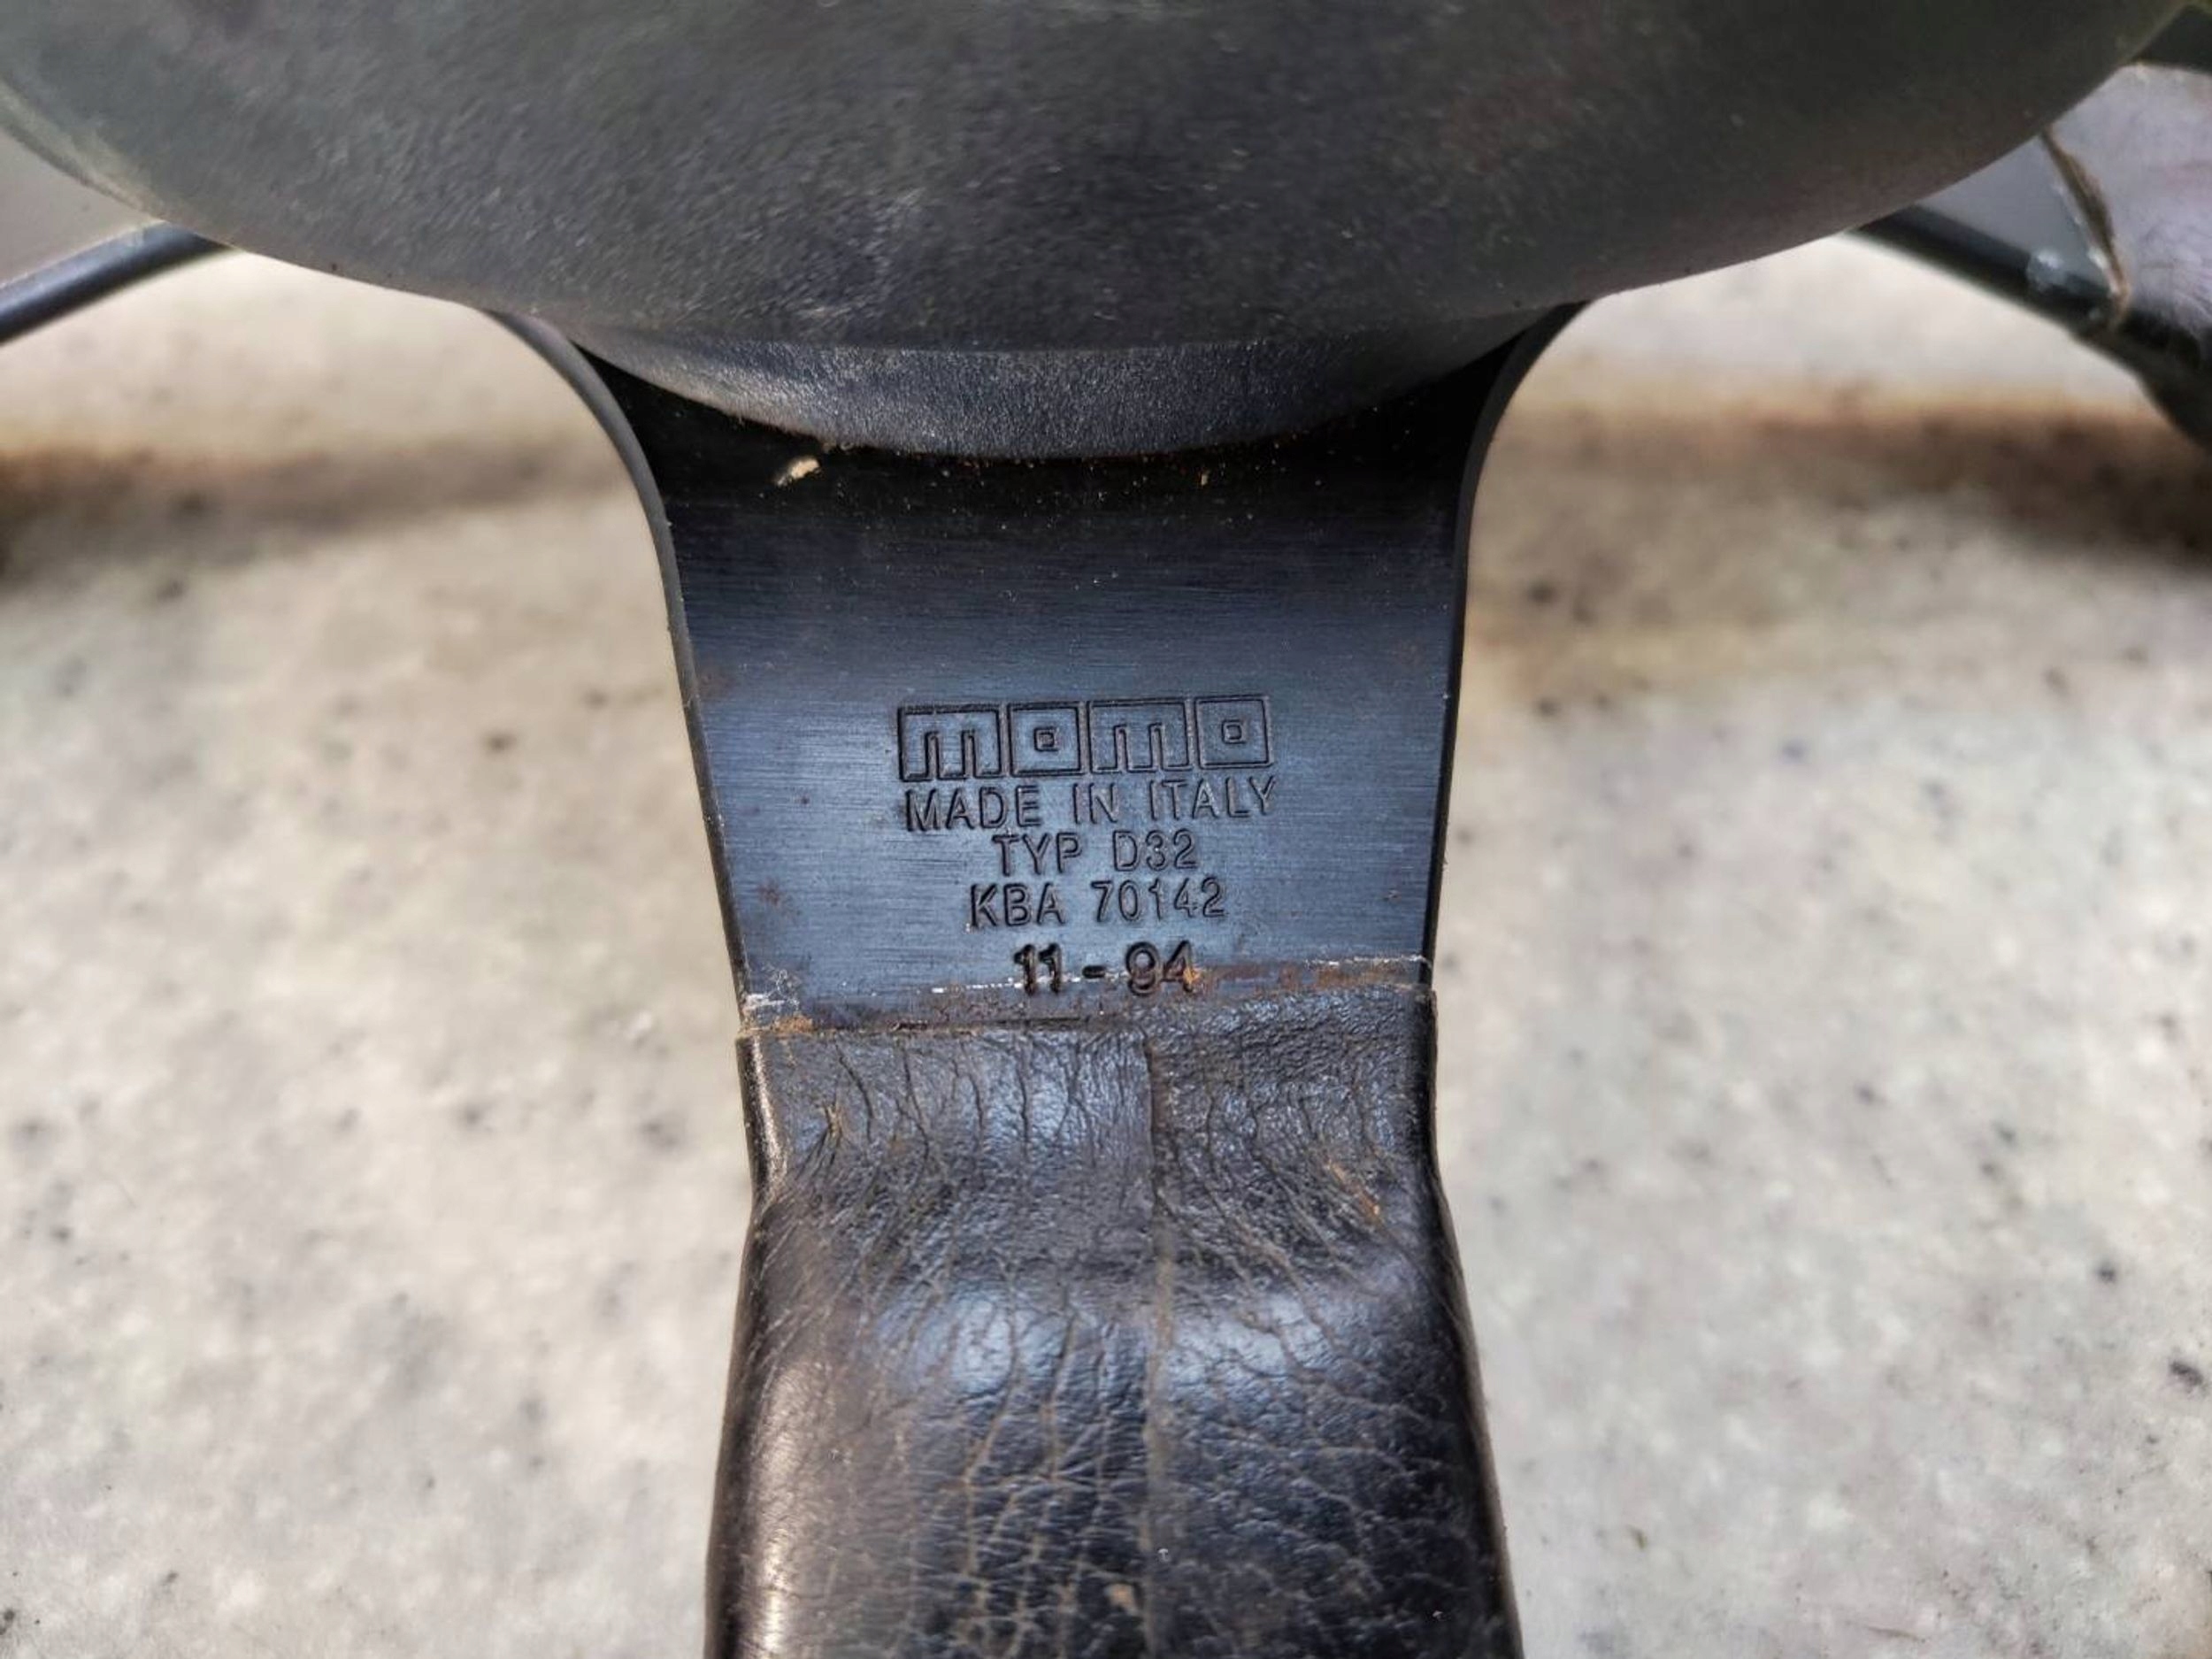 momo
MADE IN ITALY
TYP D32
KBA 70142
11-94